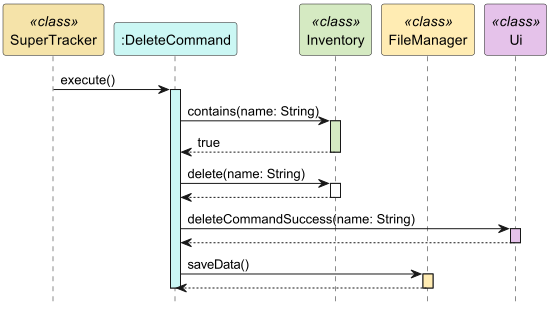 «class»
SuperTracker
:DeleteCommand
«class»
Inventory
«class»
FileManager
«class»
Ui
execute()
contains(name: String)
true
delete(name: String)
deleteCommandSuccess(name: String)
saveData()